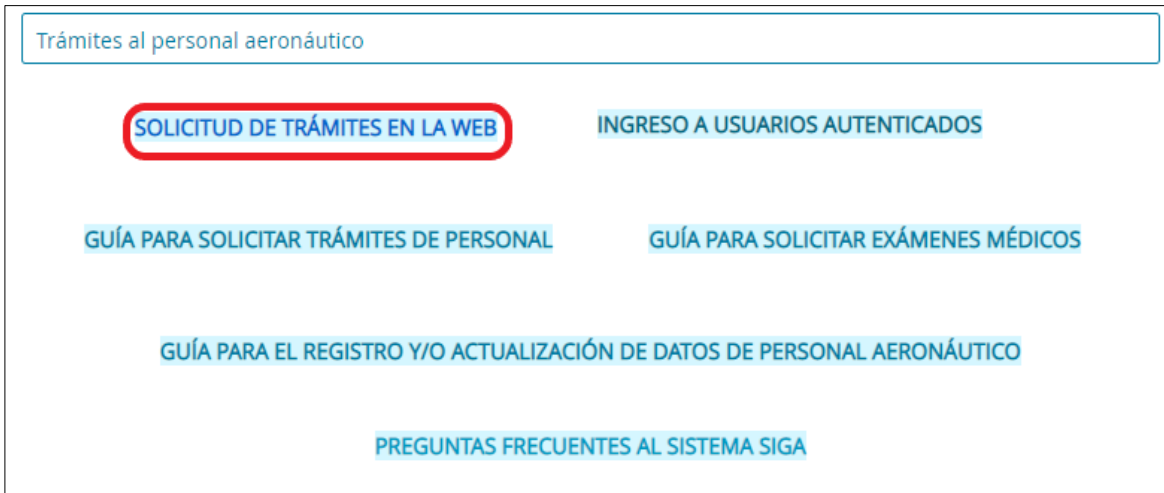 Trámites al personal aeronáutico
SOLICITUD DE TRÁMITES EN LA WEB
INGRESO A USUARIOS AUTENTICADOS
GUÍA PARA SOLICITAR TRÁMITES DE PERSONAL
GUÍA PARA SOLICITAR EXÁMENES MÉDICOS
GUÍA PARA EL REGISTRO Y/O ACTUALIZACIÓN DE DATOS DE PERSONAL AERONÁUTICO
PREGUNTAS FRECUENTES AL SISTEMA SIGA